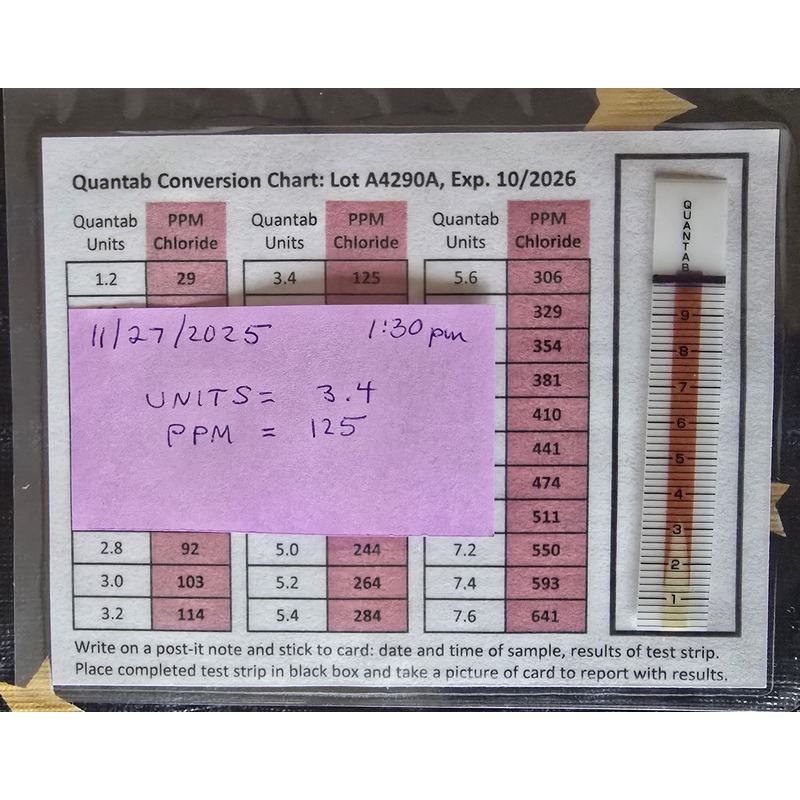 Quantab Conversion Chart: Lot A4290A, Exp. 10/2026
Quantab Units PPM Chloride Quantab Units PPM Chloride Quantab Units PPM Chloride
1.2 29 3.4 125 5.6 306
329
354
381
410
441
474
511
11/27/2025 1:30 pm
UNITS = 3.4
PPM = 125
2.8 92 5.0 244 7.2 550
3.0 103 5.2 264 7.4 593
3.2 114 5.4 284 7.6 641
Write on a post-it note and stick to card: date and time of sample, results of test strip.
Place completed test strip in black box and take a picture of card to report with results.
QUANTAB
9
8
7
6
5
4
3
2
1